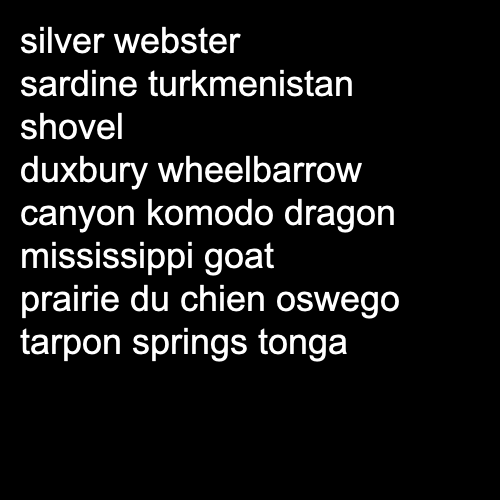 silver webster
sardine turkmenistan
shovel
duxbury wheelbarrow
canyon komodo dragon
mississippi goat
prairie du chien oswego
tarpon springs tonga